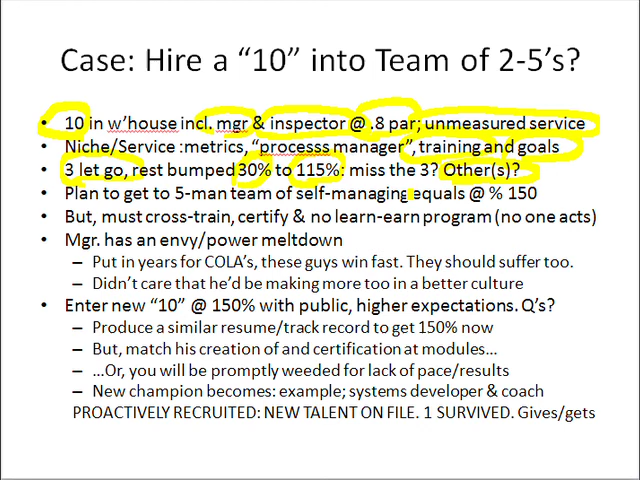 Case: Hire a “10” into Team of 2-5’s?
• 10 in w’house incl. mgr & inspector @ .8 par; unmeasured service
• Niche/Service :metrics, “processs manager”, training and goals
• 3 let go, rest bumped 30% to 115%: miss the 3? Other(s)?
• Plan to get to 5-man team of self-managing equals @ % 150
• But, must cross-train, certify & no learn-earn program (no one acts)
• Mgr. has an envy/power meltdown
– Put in years for COLA’s, these guys win fast. They should suffer too.
– Didn’t care that he’d be making more too in a better culture
• Enter new “10” @ 150% with public, higher expectations. Q’s?
– Produce a similar resume/track record to get 150% now
– But, match his creation of and certification at modules…
– …Or, you will be promptly weeded for lack of pace/results
– New champion becomes: example; systems developer & coach
PROACTIVELY RECRUITED: NEW TALENT ON FILE. 1 SURVIVED. Gives/gets